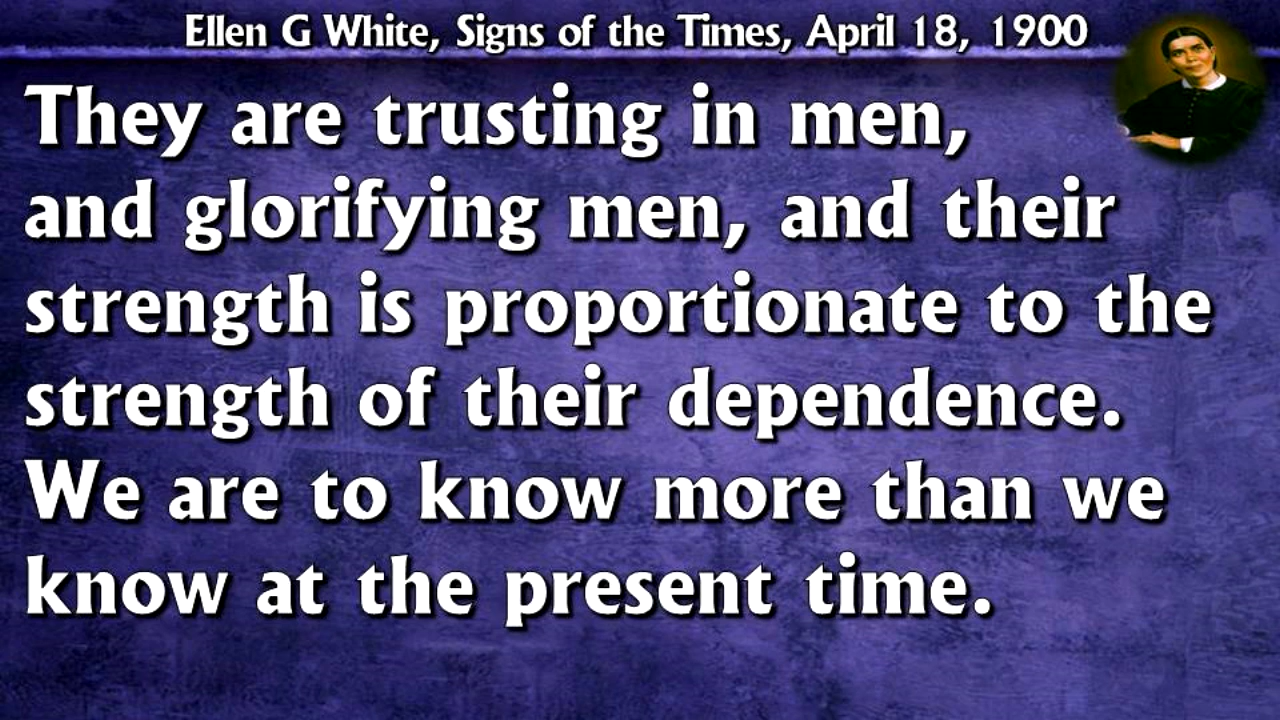 Ellen G White, Signs of the Times, April 18, 1900
They are trusting in men,
and glorifying men, and their
strength is proportionate to the
strength of their dependence.
We are to know more than we
know at the present time.